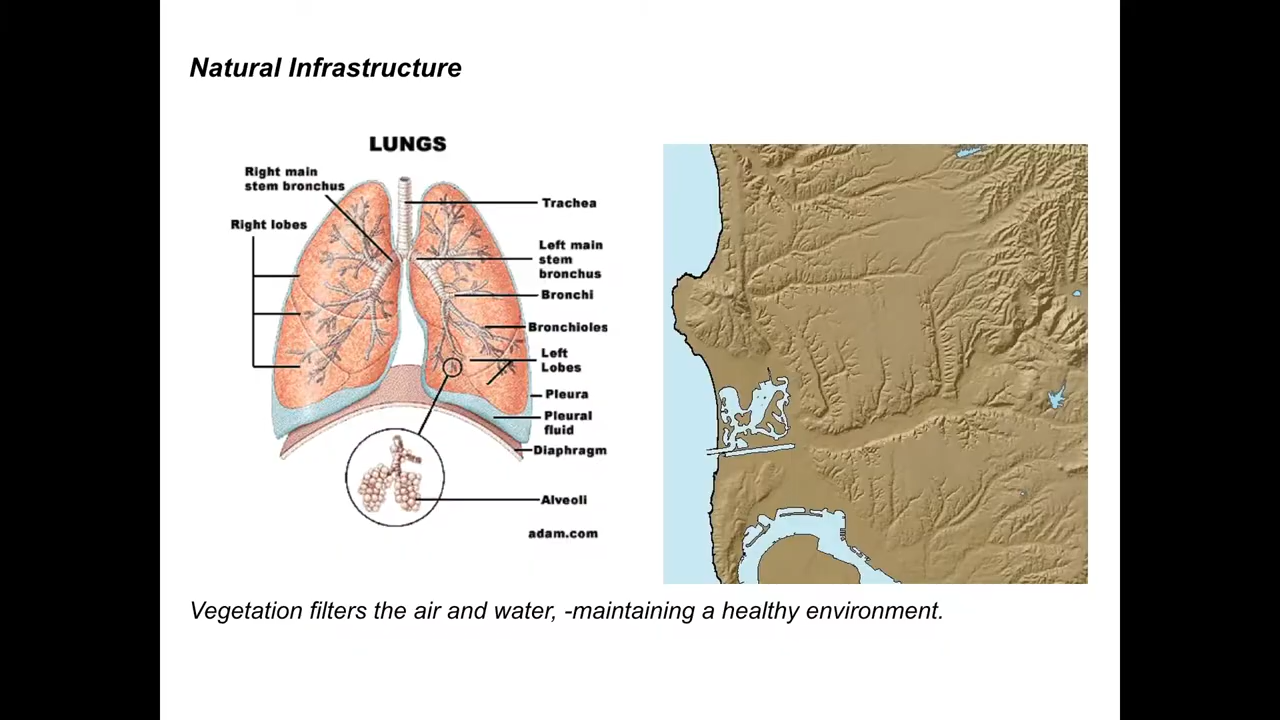 Natural Infrastructure
LUNGS
Right main
stem bronchus
Right lobes
Trachea
Left main
stem
bronchus
Bronchi
Bronchioles
Left
Lobes
Pleura
Pleural
fluid
Diaphragm
Alveoli
adam.com
Vegetation filters the air and water, -maintaining a healthy environment.